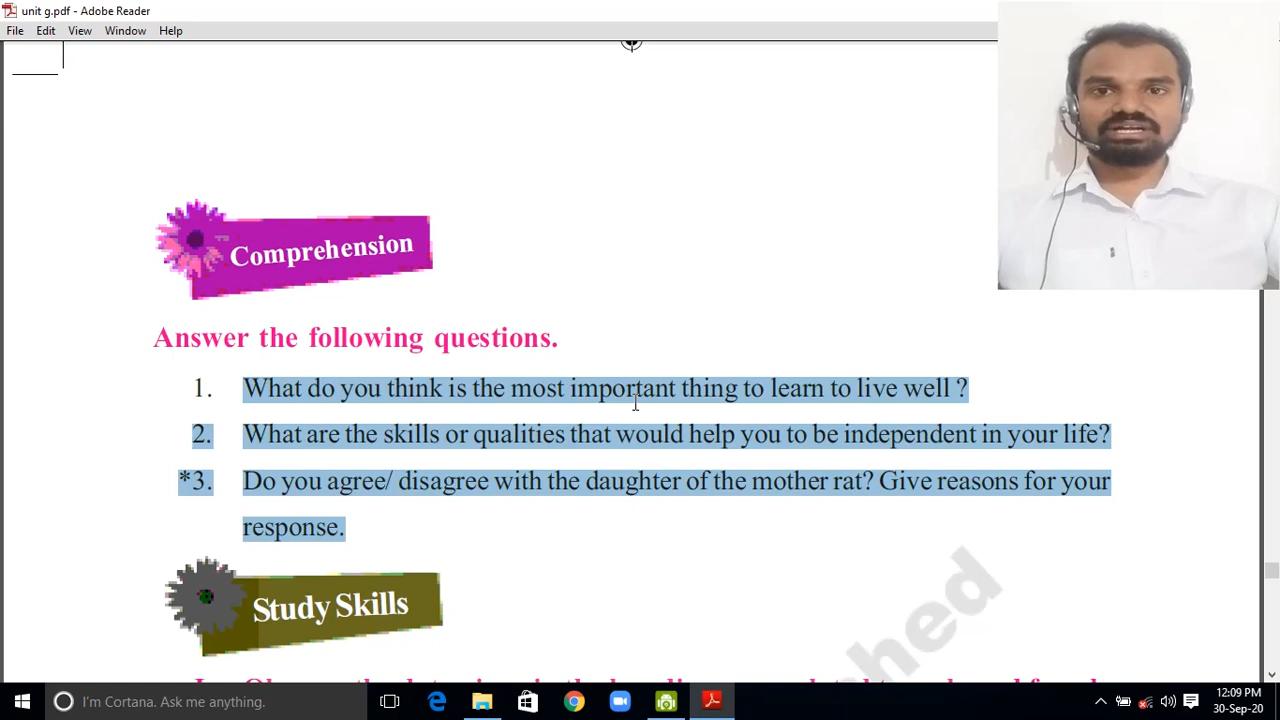 unit g.pdf - Adobe Reader
File Edit View Window Help
Comprehension
Answer the following questions.
1. What do you think is the most important thing to learn to live well ?
2. What are the skills or qualities that would help you to be independent in your life?
*3. Do you agree/ disagree with the daughter of the mother rat? Give reasons for your
response.
Study Skills
shed
I'm Cortana. Ask me anything.
12:09 PM
30-Sep-20